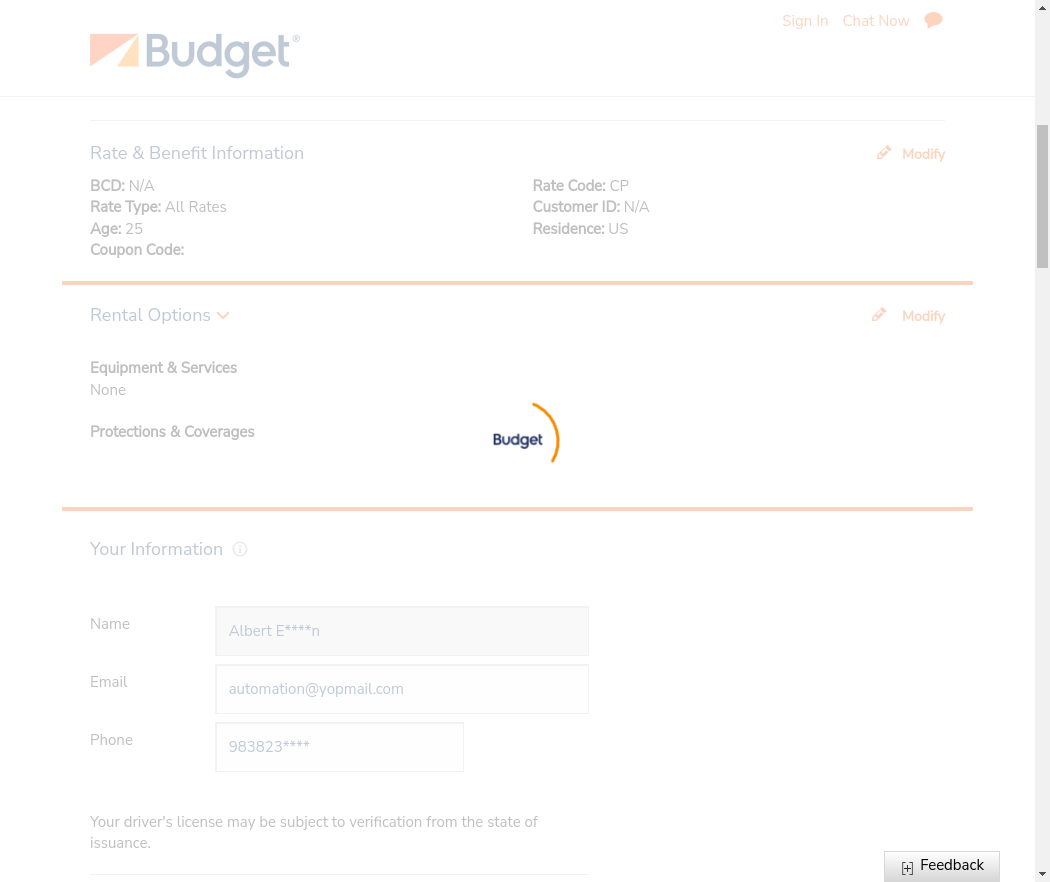 Sign In Chat Now
Budget®
Rate & Benefit Information Modify
BCD: N/A Rate Code: CP
Rate Type: All Rates Customer ID: N/A
Age: 25 Residence: US
Coupon Code:
Rental Options Modify
Equipment & Services
None
Protections & Coverages
Budget
Your Information
Name Albert E****n
Email automation@yopmail.com
Phone 983823****
Your driver's license may be subject to verification from the state of
issuance.
[+] Feedback